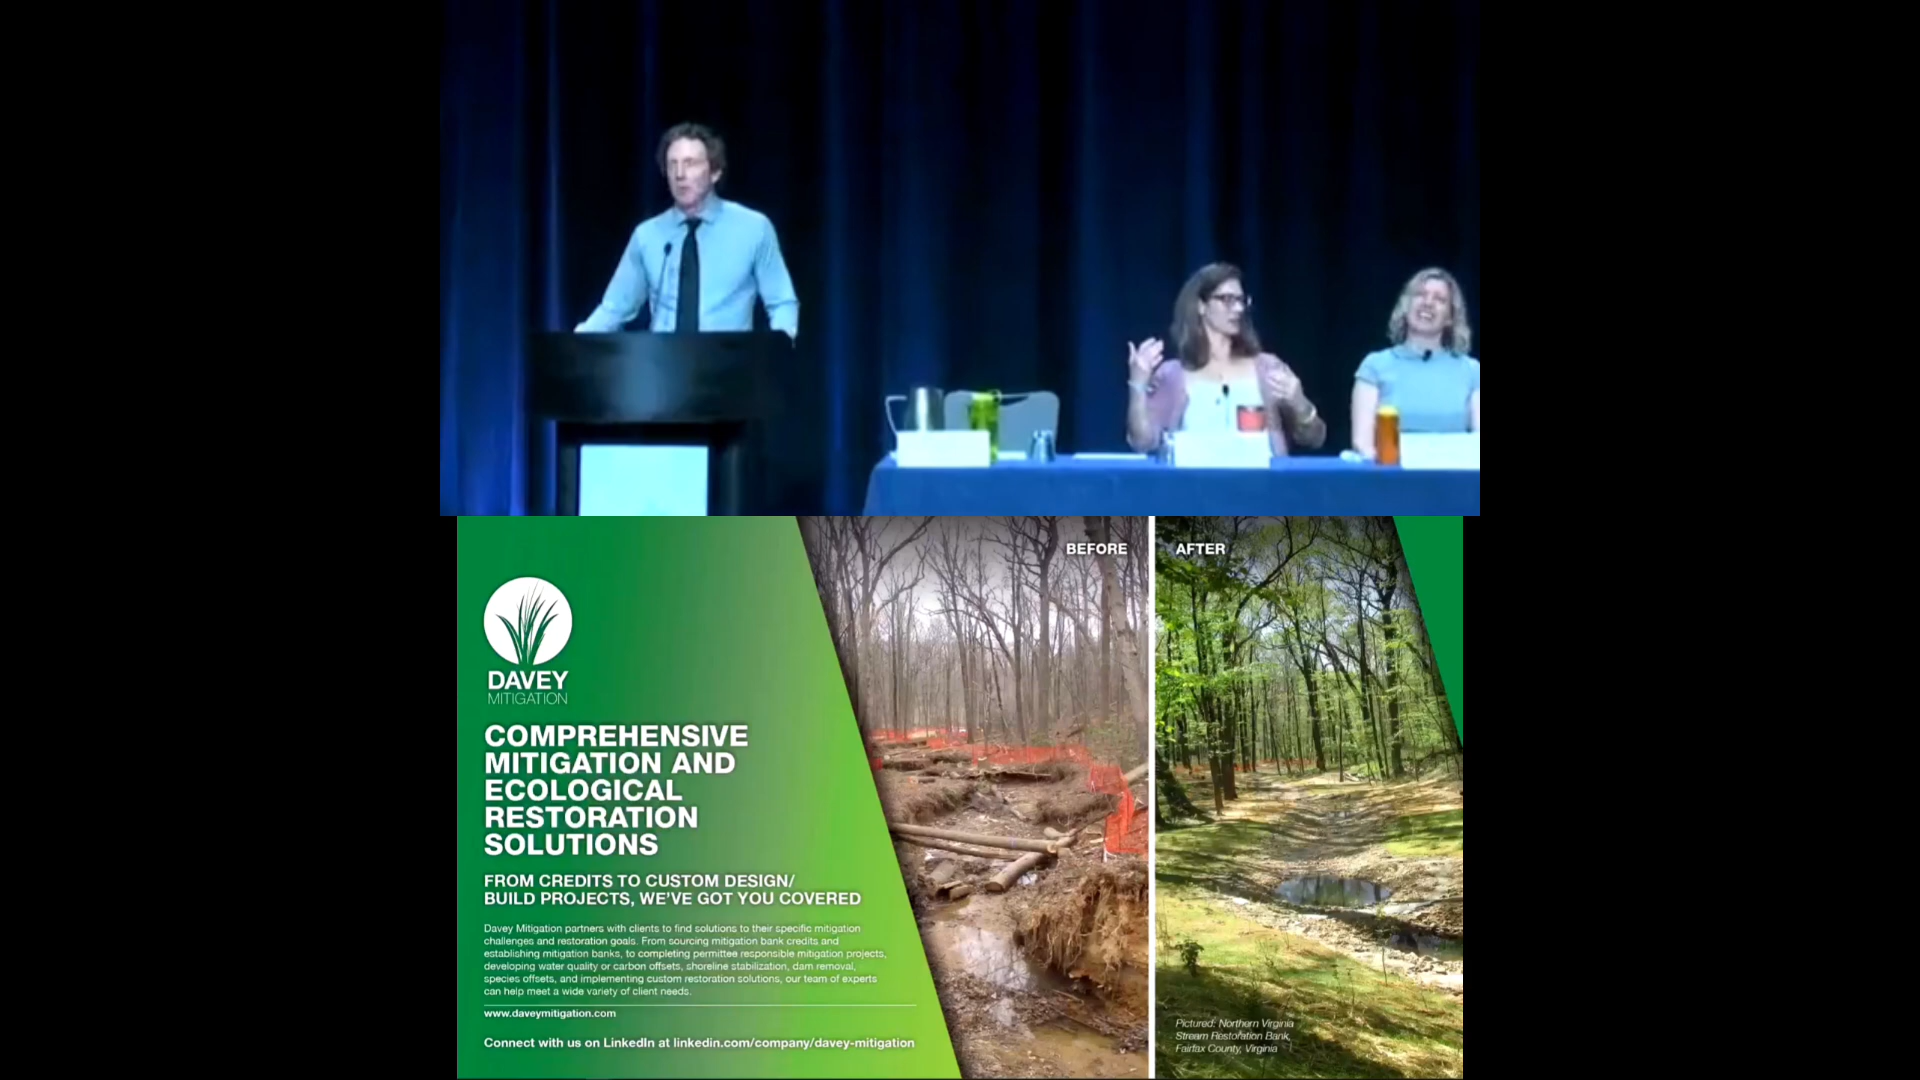 BEFORE
AFTER
DAVEY
MITIGATION
COMPREHENSIVE
MITIGATION AND
ECOLOGICAL
RESTORATION
SOLUTIONS
FROM CREDITS TO CUSTOM DESIGN/
BUILD PROJECTS, WE'VE GOT YOU COVERED
Davey Mitigation partners with clients to find solutions to their specific mitigation
challenges and restoration goals. From sourcing mitigation bank credits and
establishing mitigation banks, to completing permittee responsible mitigation projects,
developing water quality or carbon offsets, shoreline stabilization, dam removal,
species offsets, and implementing custom restoration solutions, our team of experts
can help meet a wide variety of client needs.
www.daveymitigation.com
Connect with us on LinkedIn at linkedin.com/company/davey-mitigation
Pictured: Northern Virginia
Stream Restoration Bank,
Fairfax County, Virginia